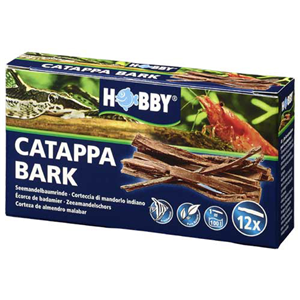 HOBBY
CATAPPA
BARK
Seemandelbaumrinde · Corteccia di mandorlo indiano
Écorce de badamier · Zeeamandelschors
Corteza de almendro malabar
12x